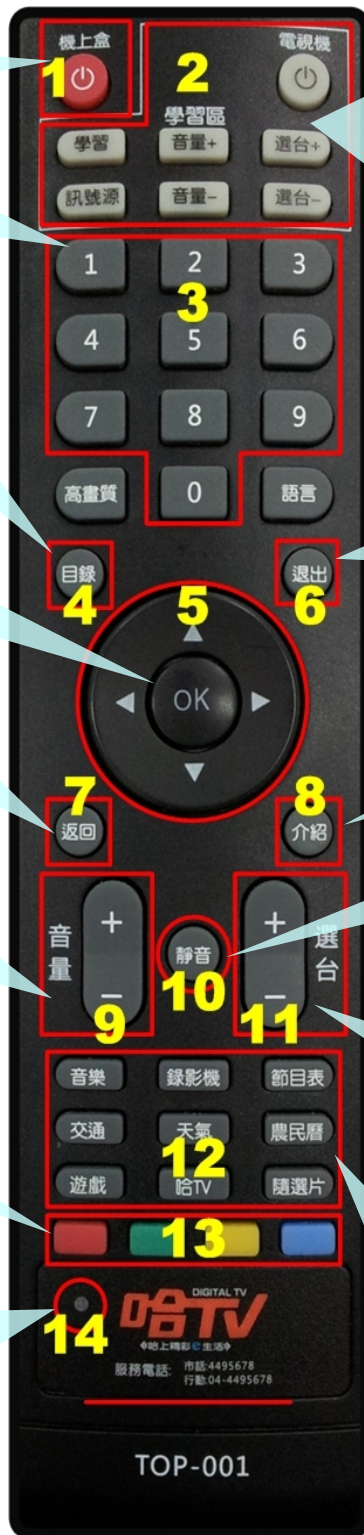 機上盒
電視機
1
2
學習區
學習
音量+
選台+
訊號源
音量-
選台-
1
2
3
3
4
5
6
7
8
9
高畫質
0
語言
目錄
4
5
退出
6
OK
7
返回
8
介紹
音量
+
-
9
靜音
10
+
-
11
選台
音樂
錄影機
節目表
交通
天氣
農民曆
12
遊戲
哈TV
隨選片
13
14
DIGITAL TV
哈TV
哈上精彩e生活
服務電話: 市話:4495678
行動:04-4495678
TOP-001